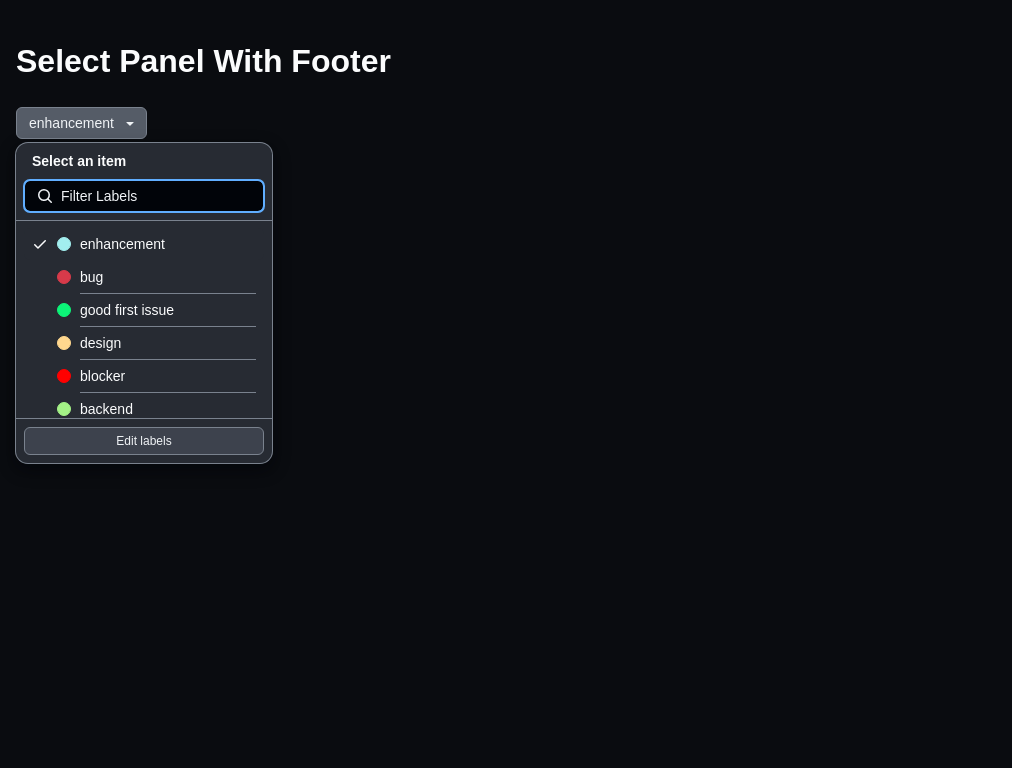 Select Panel With Footer
enhancement
Select an item
Filter Labels
enhancement
bug
good first issue
design
blocker
backend
Edit labels